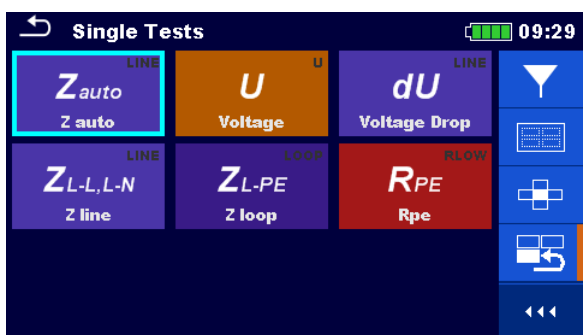 Single Tests 09:29
LINE U LINE
Zauto U dU
Z auto Voltage Voltage Drop
LINE LOOP RLOW
ZL-L,L-N ZL-PE RPE
Z line Z loop Rpe